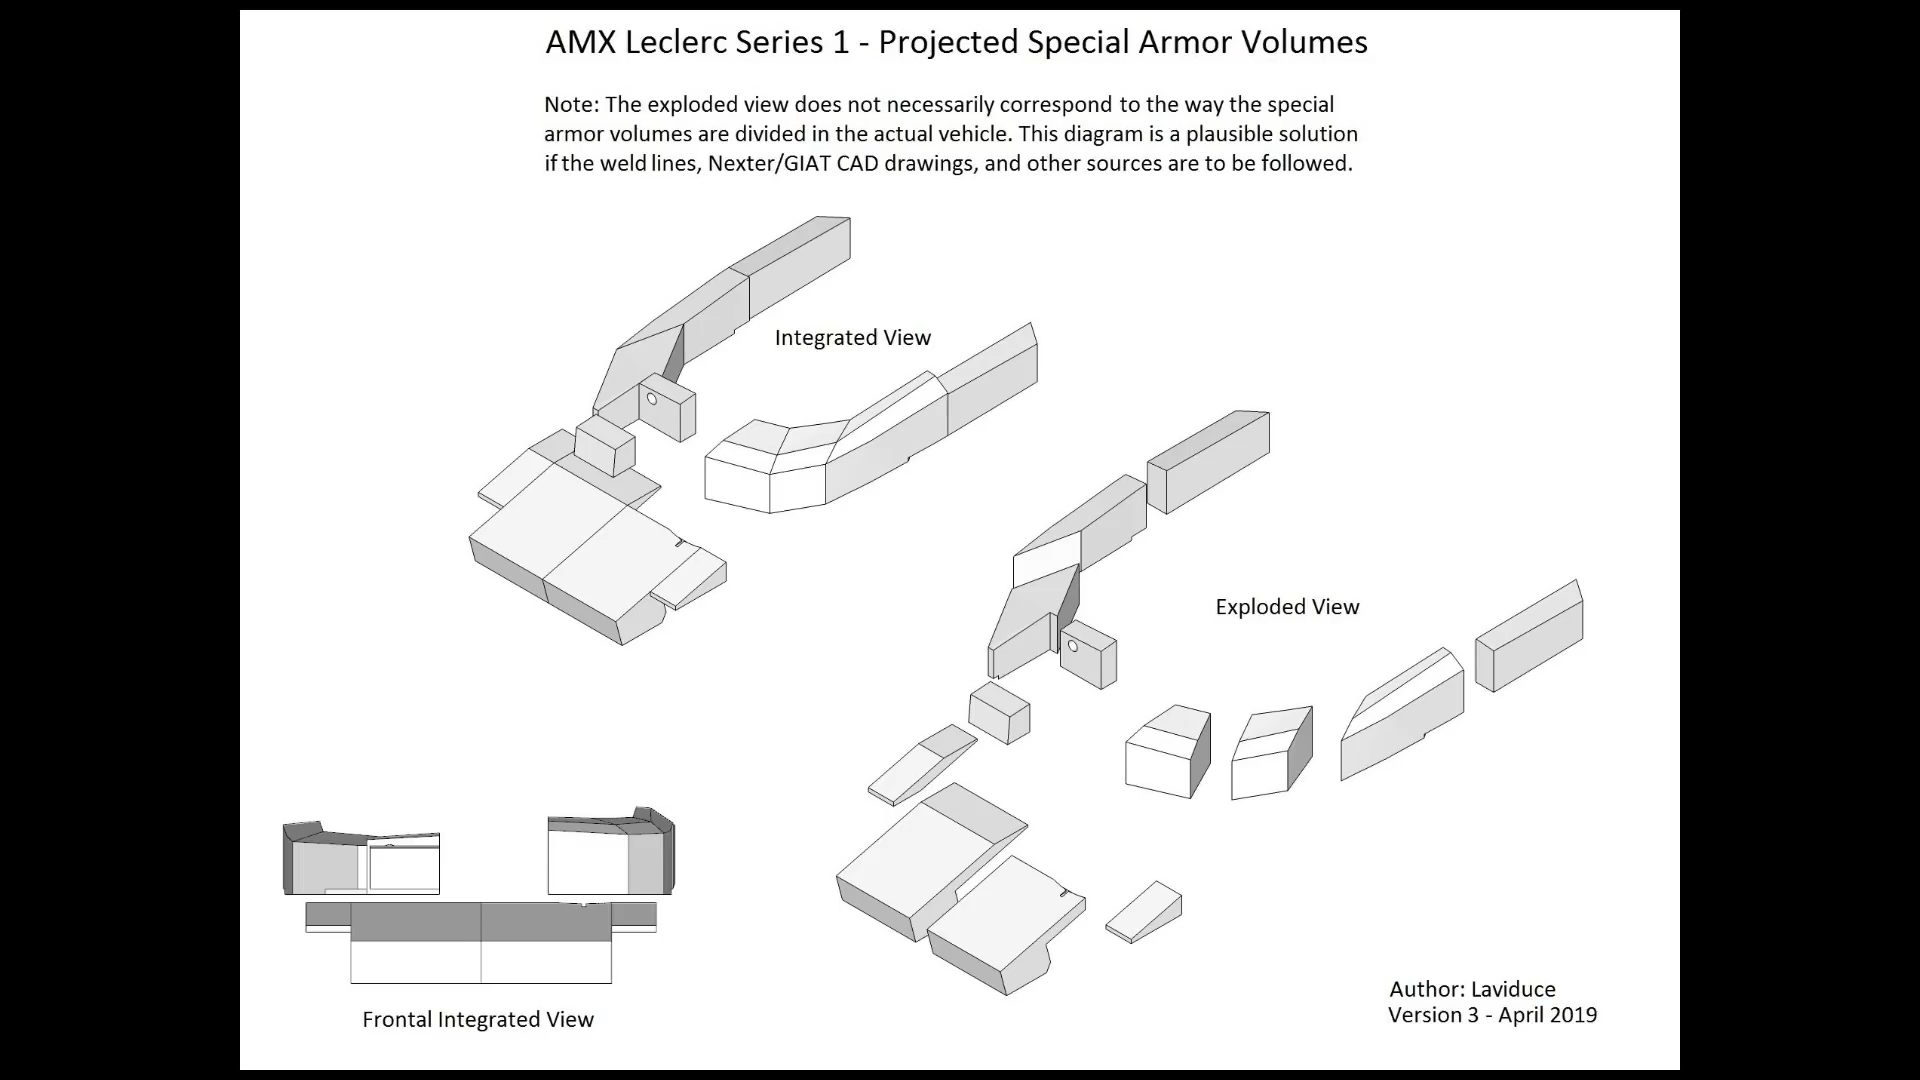 AMX Leclerc Series 1 - Projected Special Armor Volumes
Note: The exploded view does not necessarily correspond to the way the special
armor volumes are divided in the actual vehicle. This diagram is a plausible solution
if the weld lines, Nexter/GIAT CAD drawings, and other sources are to be followed.
Integrated View
Exploded View
Frontal Integrated View
Author: Laviduce
Version 3 - April 2019